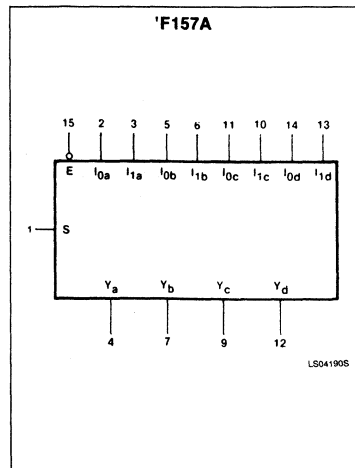 'F157A
15 2 3 5 6 11 10 14 13
E I0a I1a I0b I1b I0c I1c I0d I1d
1 S
Ya Yb Yc Yd
4 7 9 12
LS04190S